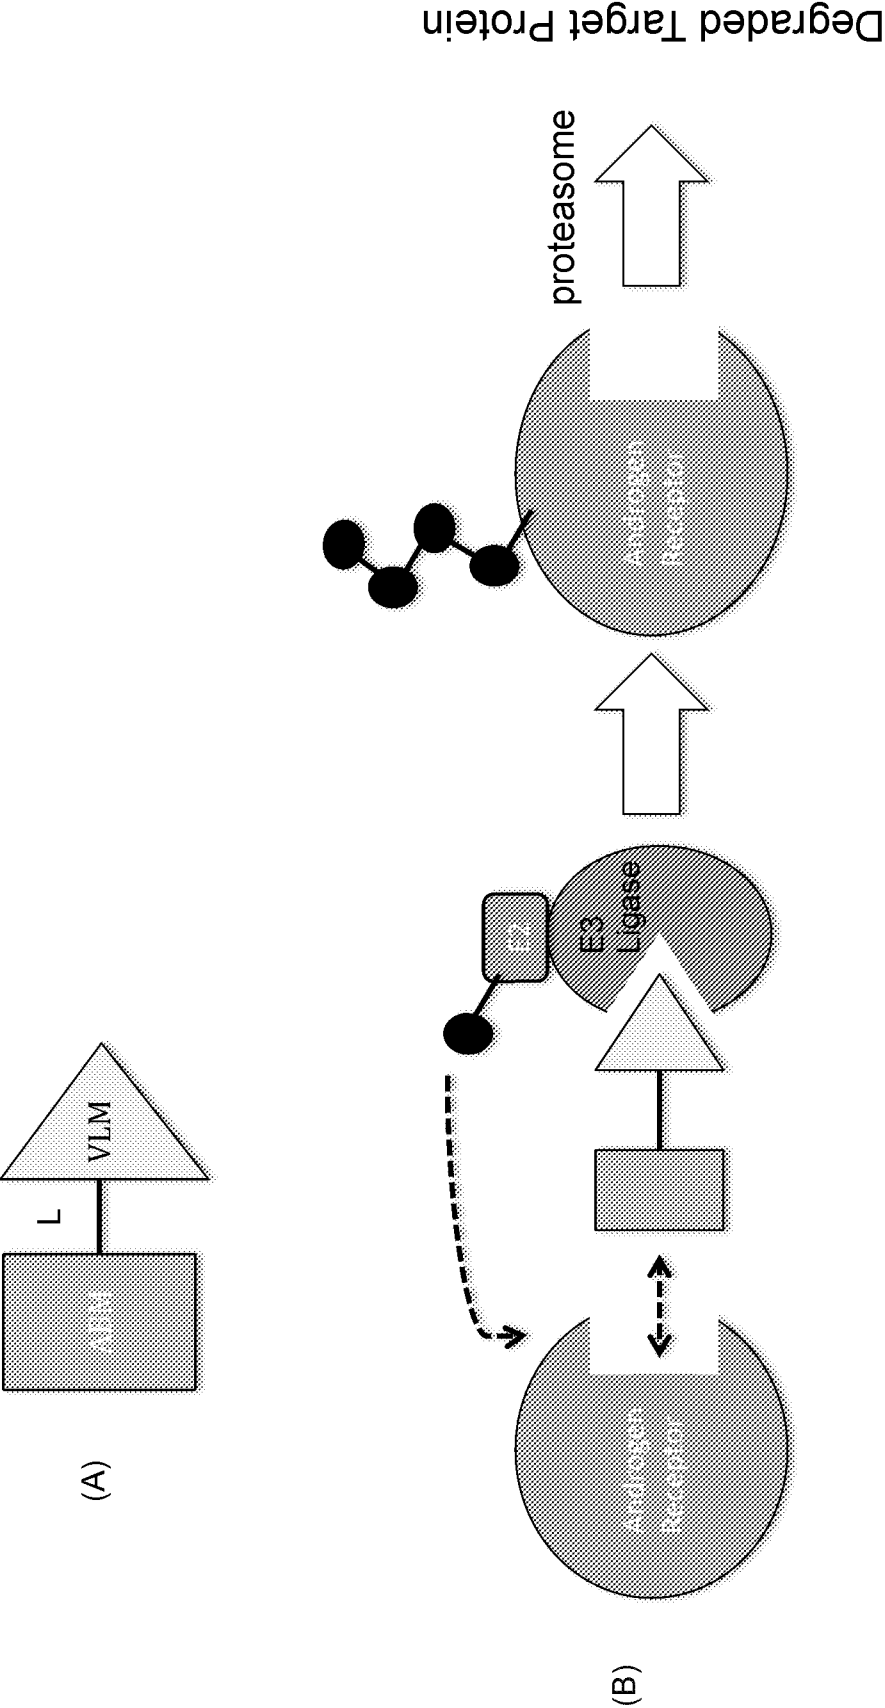 (A)
ABM
L
VLM
(B)
Androgen
Receptor
E2
E3
Ligase
Androgen
Receptor
proteasome
Degraded Target Protein